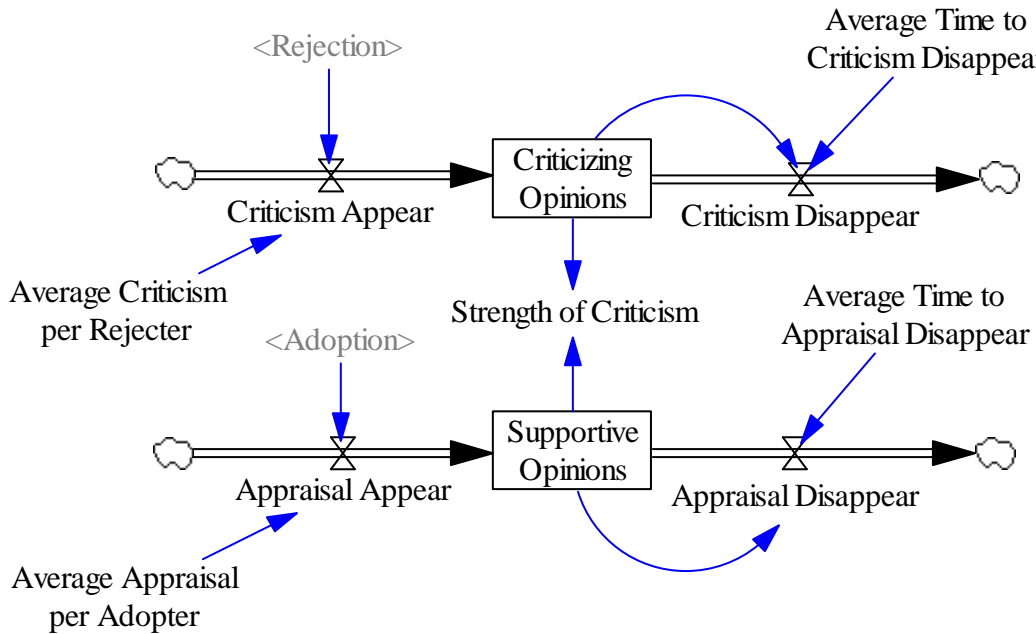 Average Time to
Criticism Disappear
<Rejection>
Criticizing
Opinions
Criticism Appear
Criticism Disappear
Average Criticism
per Rejecter
Strength of Criticism
Average Time to
Appraisal Disappear
<Adoption>
Supportive
Opinions
Appraisal Appear
Appraisal Disappear
Average Appraisal
per Adopter